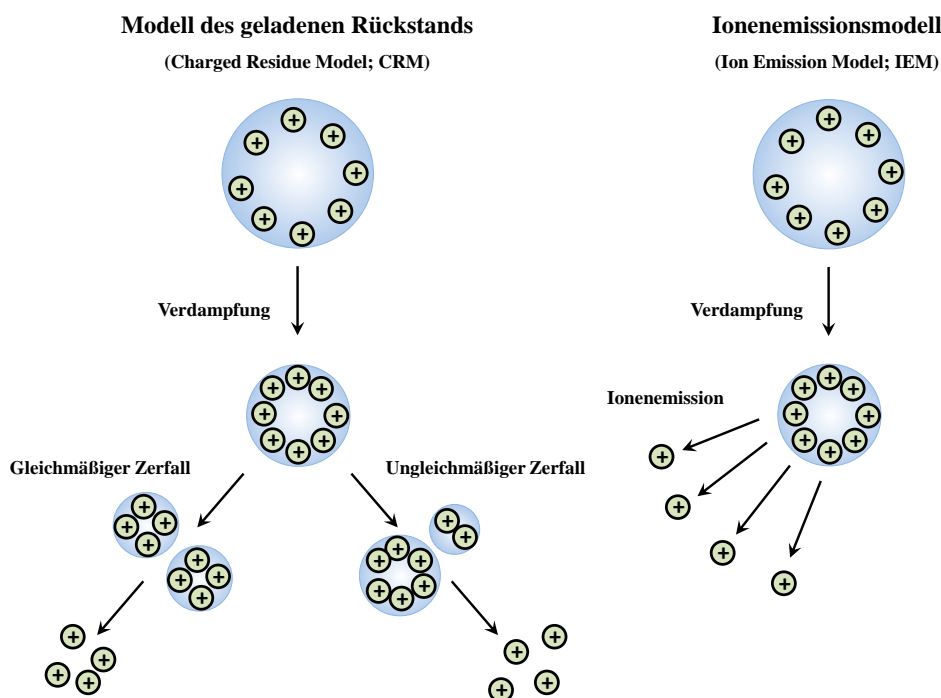 Modell des geladenen Rückstands
(Charged Residue Model; CRM)
Ionenemissionsmodell
(Ion Emission Model; IEM)
+ + + + + + + +
+ + + + + + + +
Verdampfung
Verdampfung
+ + + + + + + +
+ + + + + + + +
Ionenemission
Gleichmäßiger Zerfall
Ungleichmäßiger Zerfall
+ + + +
+ + + +
+ +
+ + + + + +
+ + + +
+ + + +
+ + + +